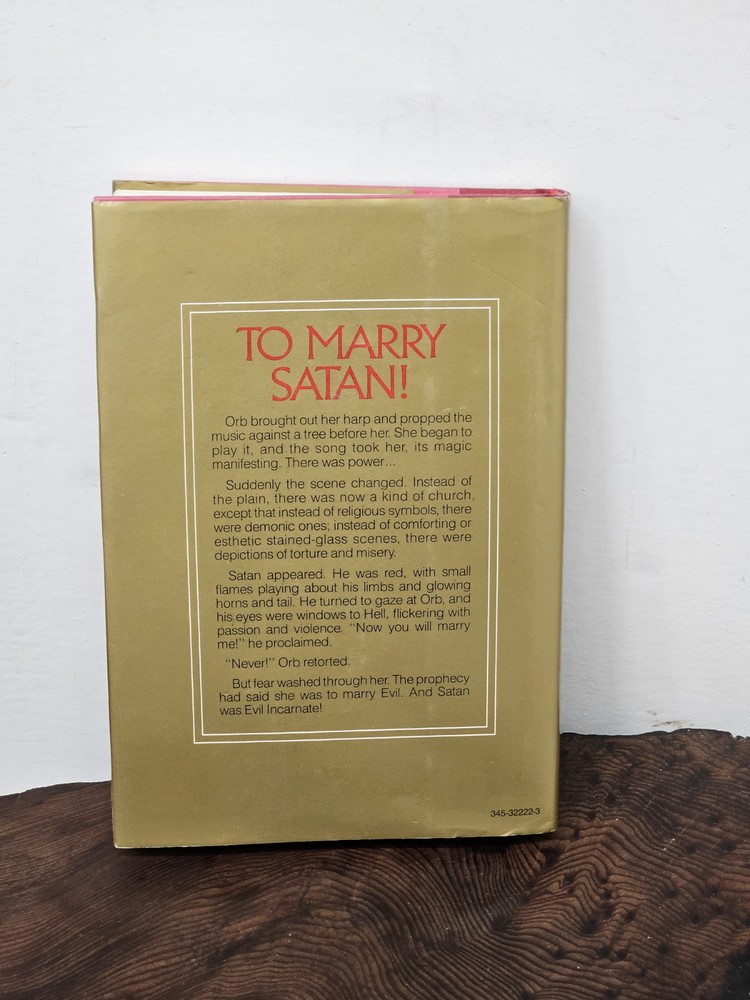 TO MARRY
SATAN!
Orb brought out her harp and propped the
music against a tree before her. She began to
play it, and the song took her, its magic
manifesting. There was power...
Suddenly the scene changed. Instead of
the plain, there was now a kind of church,
except that instead of religious symbols, there
were demonic ones; instead of comforting or
esthetic stained-glass scenes, there were
depictions of torture and misery.
Satan appeared. He was red, with small
flames playing about his limbs and glowing
horns and tail. He turned to gaze at Orb, and
his eyes were windows to Hell, flickering with
passion and violence. "Now you will marry
me!" he proclaimed.
"Never!" Orb retorted.
But fear washed through her. The prophecy
had said she was to marry Evil. And Satan
was Evil Incarnate!
345-32222-3